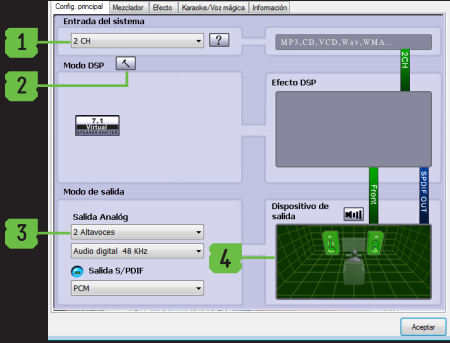 Config. principal Mezclador Efecto Karaoke/Voz mágica Información
Entrada del sistema
1
2 CH
?
MP3,CD,VCD,Wav,WMA..
2CH
Modo DSP
2
Efecto DSP
7.1
Virtual
Front
SPDIF OUT
Modo de salida
Salida Analóg
Dispositivo de
salida
3
2 Altavoces
4
Audio digital 48 KHz
Salida S/PDIF
PCM
Aceptar